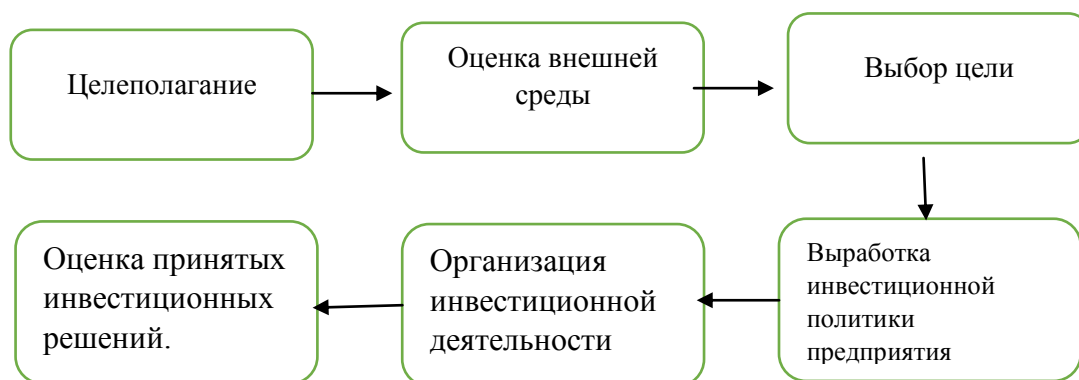 Целеполагание
Оценка внешней
среды
Выбор цели
Выработка
инвестиционной
политики
предприятия
Организация
инвестиционной
деятельности
Оценка принятых
инвестиционных
решений.